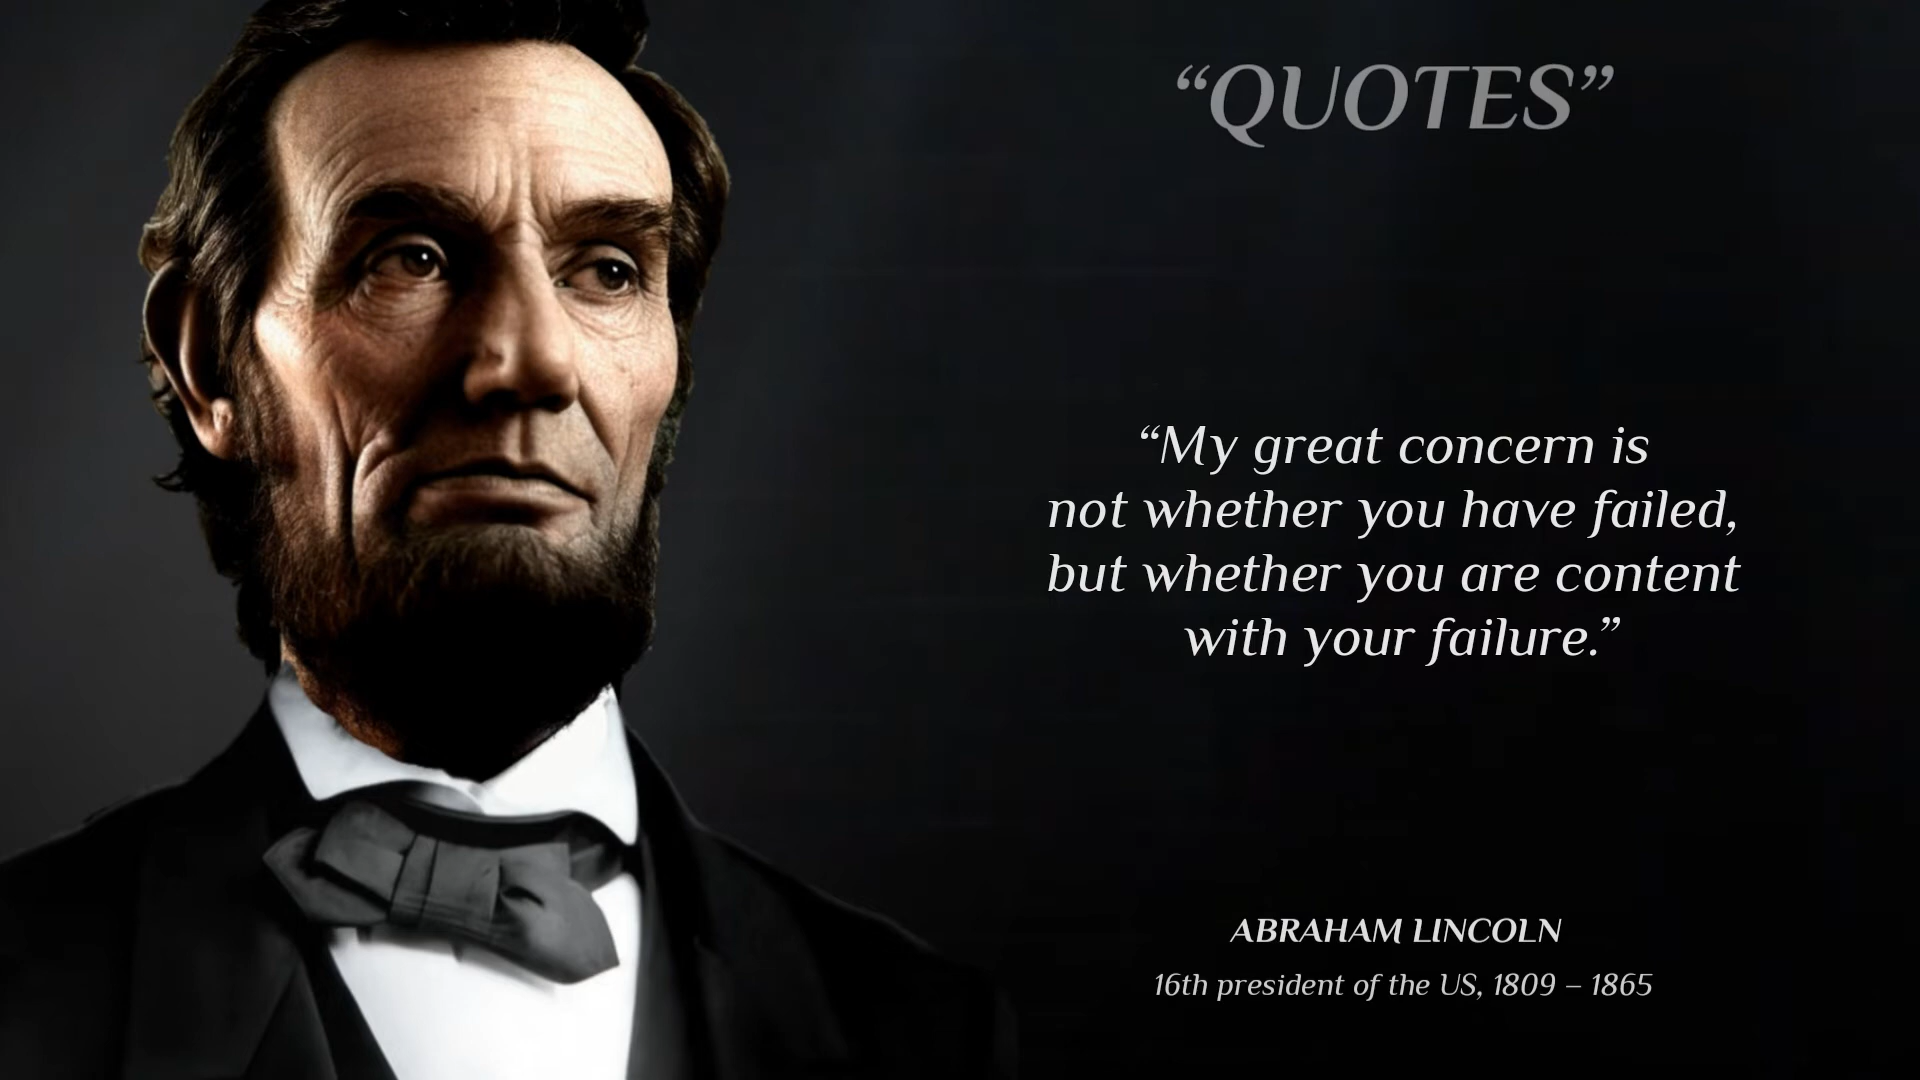 “QUOTES”
“My great concern is
not whether you have failed,
but whether you are content
with your failure.”
ABRAHAM LINCOLN
16th president of the US, 1809 – 1865